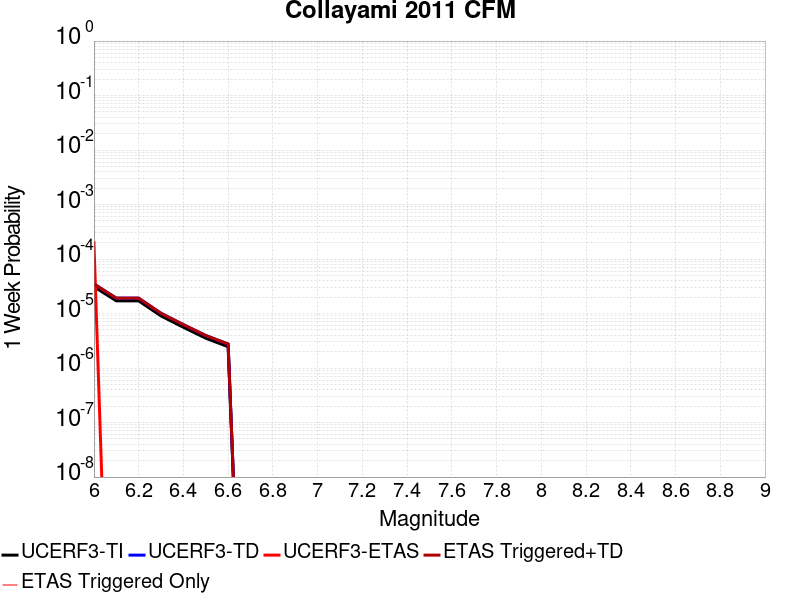 Collayami 2011 CFM
10^0
10^-1
10^-2
10^-3
10^-4
10^-5
10^-6
10^-7
10^-8
1 Week Probability
6 6.2 6.4 6.6 6.8 7 7.2 7.4 7.6 7.8 8 8.2 8.4 8.6 8.8 9
Magnitude
UCERF3-TI UCERF3-TD UCERF3-ETAS ETAS Triggered+TD
ETAS Triggered Only